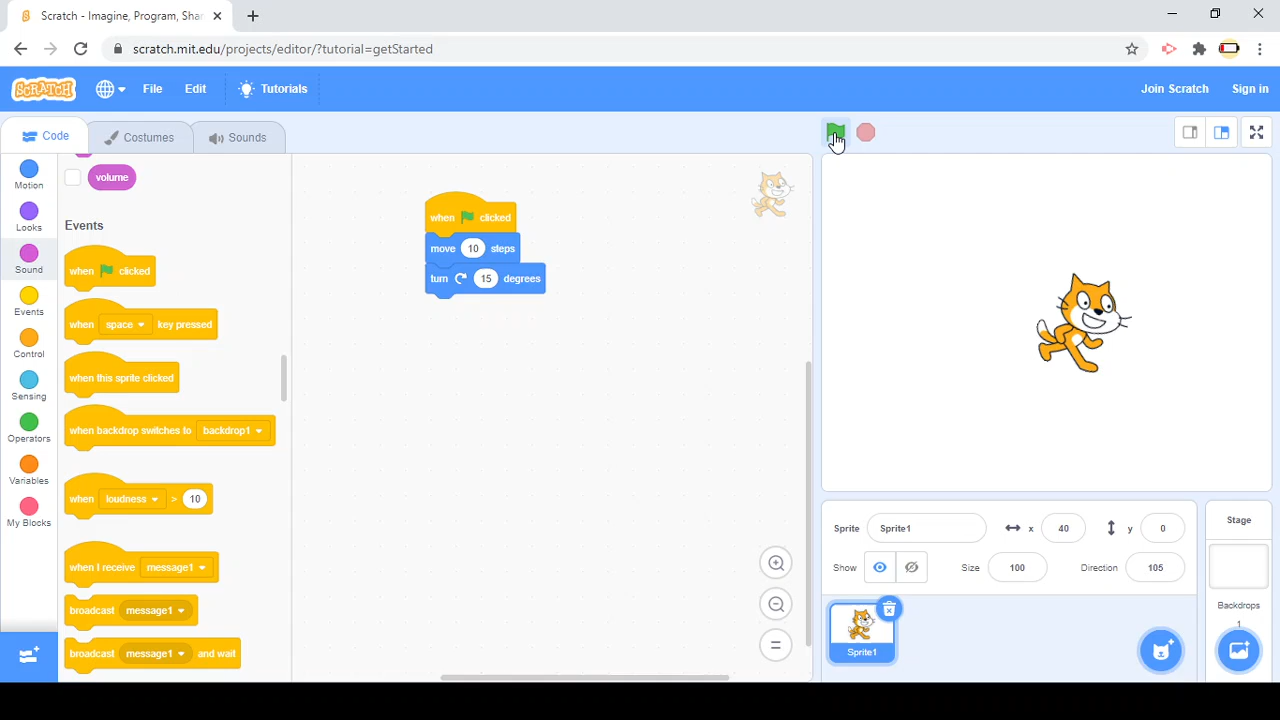 Scratch - Imagine, Program, Sha
scratch.mit.edu/projects/editor/?tutorial=getStarted
SCRATCH File Edit Tutorials Join Scratch Sign in
Code Costumes Sounds
Motion
Looks
Sound
Events
Control
Sensing
Operators
Variables
My Blocks
volume
Events
when clicked
when space key pressed
when this sprite clicked
when backdrop switches to backdrop1
when loudness > 10
when I receive message1
broadcast message1
broadcast message1 and wait
when clicked
move 10 steps
turn 15 degrees
Sprite Sprite1 x 40 y 0
Show Size 100 Direction 105
Sprite1
Stage
Backdrops
1